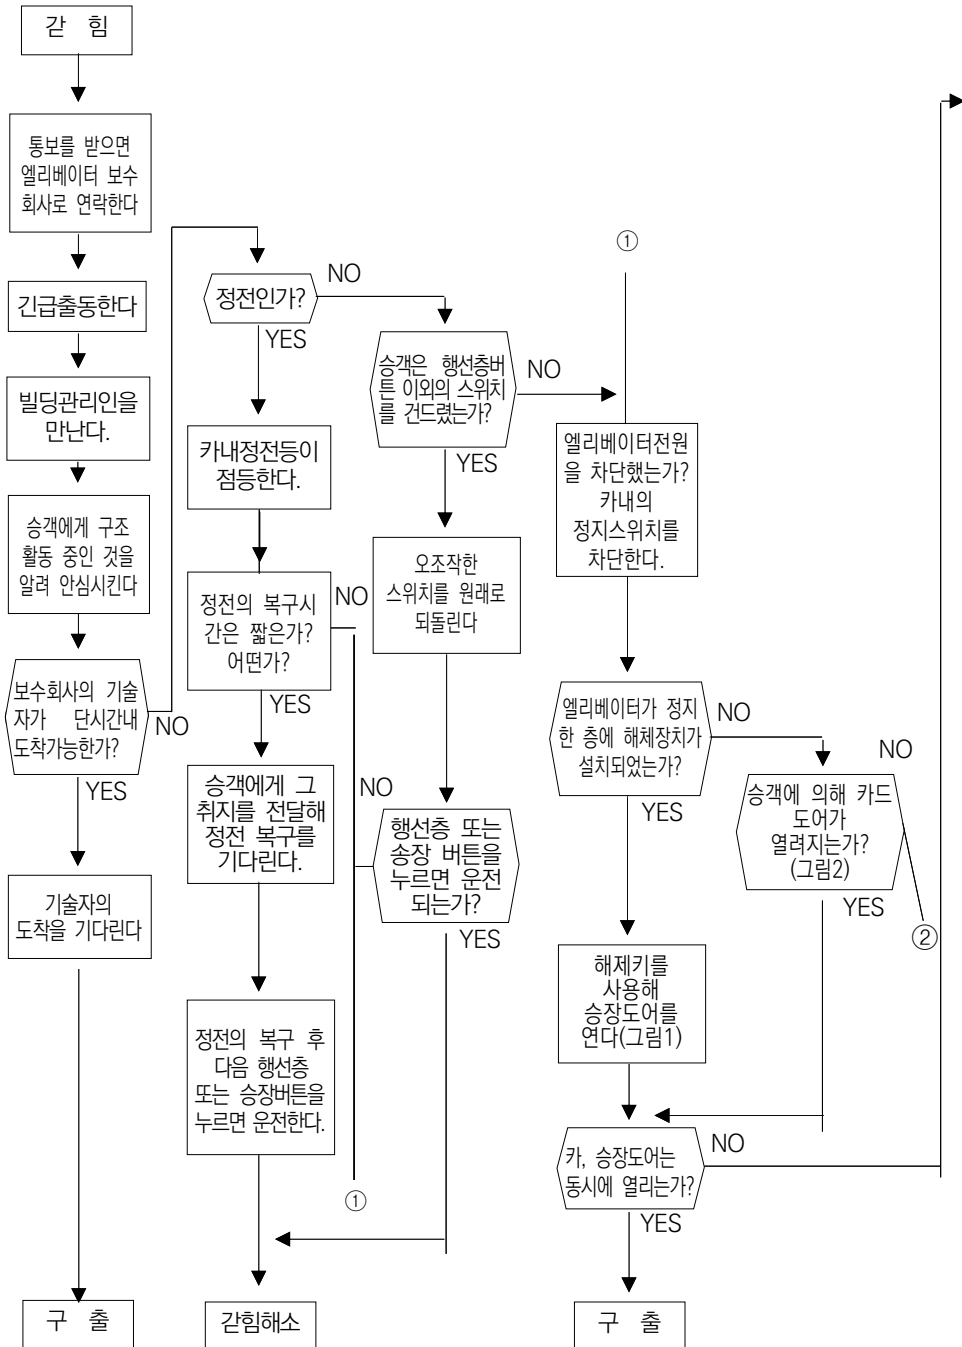 갇 힘
통보를 받으면
엘리베이터 보수
회사로 연락한다
긴급출동한다
빌딩관리인을
만난다.
승객에게 구조
활동 중인 것을
알려 안심시킨다
보수회사의 기술
자가 단시간내
도착가능한가?
NO
YES
기술자의
도착을 기다린다
구 출
정전인가?
NO
YES
카내정전등이
점등한다.
정전의 복구시
간은 짧은가?
어떤가?
NO
YES
승객에게 그
취지를 전달해
정전 복구를
기다린다.
정전의 복구 후
다음 행선층
또는 승장버튼을
누르면 운전한다.
①
갇힘해소
승객은 행선층버
튼 이외의 스위치
를 건드렸는가?
NO
YES
오조작한
스위치를 원래로
되돌린다
NO
행선층 또는
송장 버튼을
누르면 운전
되는가?
YES
①
엘리베이터전원
을 차단했는가?
카내의
정지스위치를
차단한다.
엘리베이터가 정지
한 층에 해체장치가
설치되었는가?
NO
YES
해제키를
사용해
승장도어를
연다(그림1)
승객에 의해 카드
도어가
열려지는가?
(그림2)
NO
YES
②
카, 승장도어는
동시에 열리는가?
NO
YES
구 출